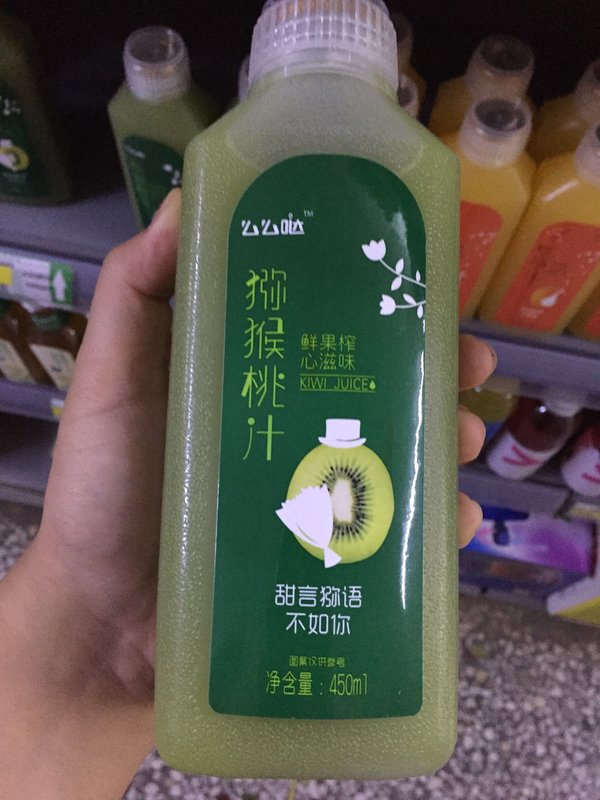 么么哒™
猕猴桃汁
鲜果榨
心滋味
KIWI JUICE
甜言猕语
不如你
图案仅供参考
净含量：450ml